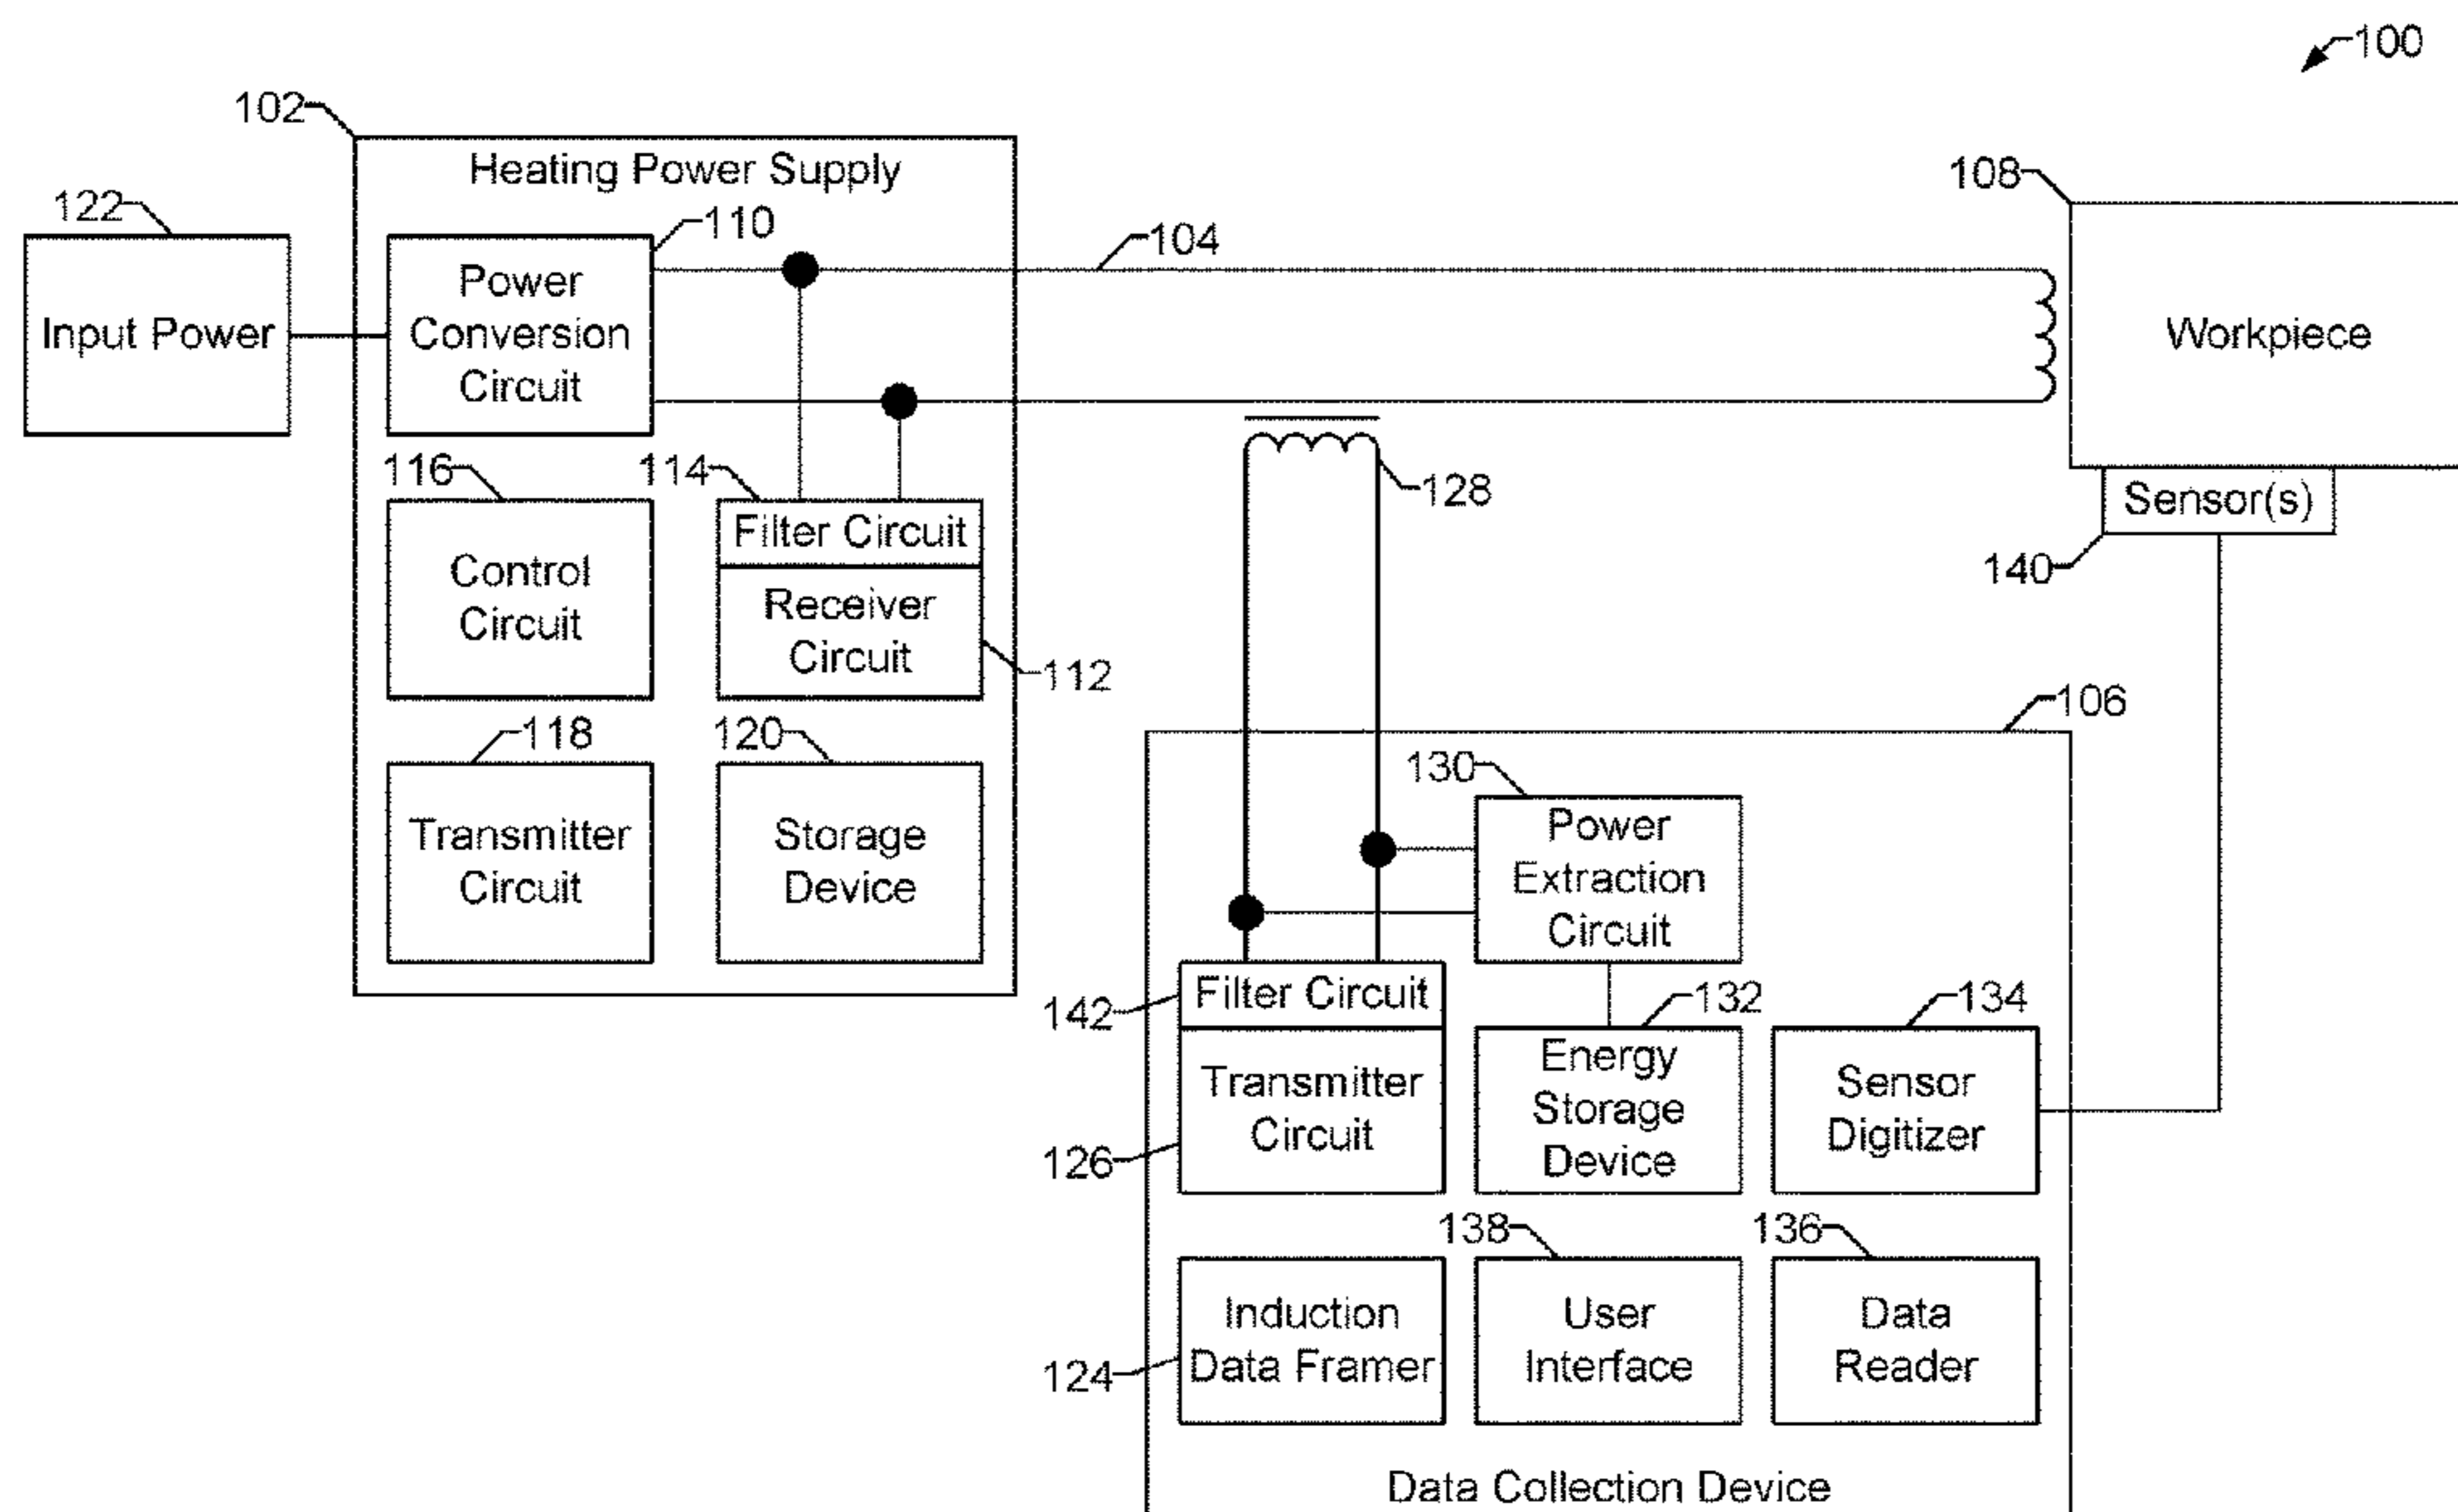 100
102
Heating Power Supply
108
122
110
104
Input Power
Power
Conversion
Circuit
Workpiece
116
114
128
Sensor(s)
140
Control
Circuit
Filter Circuit
Receiver
Circuit
112
106
118
120
130
Transmitter
Circuit
Storage
Device
Power
Extraction
Circuit
142
Filter Circuit
132
134
Transmitter
Circuit
126
Energy
Storage
Device
Sensor
Digitizer
138
136
Induction
Data Framer
124
User
Interface
Data
Reader
Data Collection Device